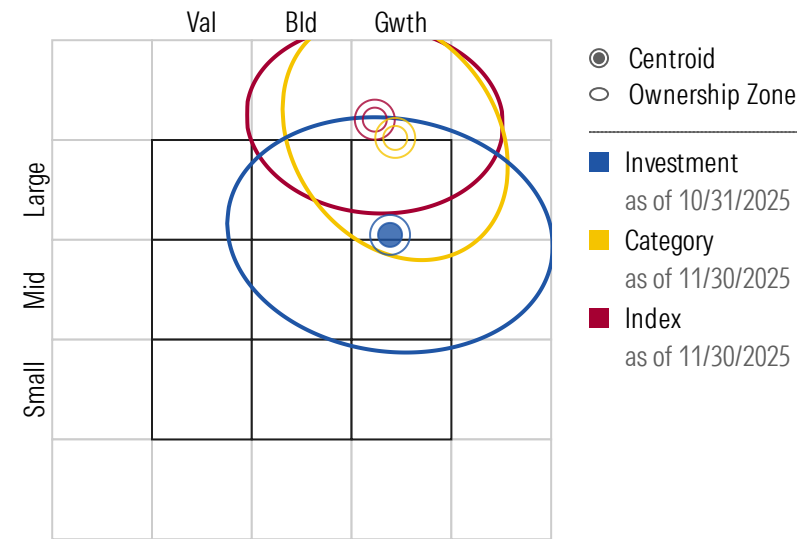 Val Bld Gwth
Large
Mid
Small
Centroid
Ownership Zone
Investment
as of 10/31/2025
Category
as of 11/30/2025
Index
as of 11/30/2025